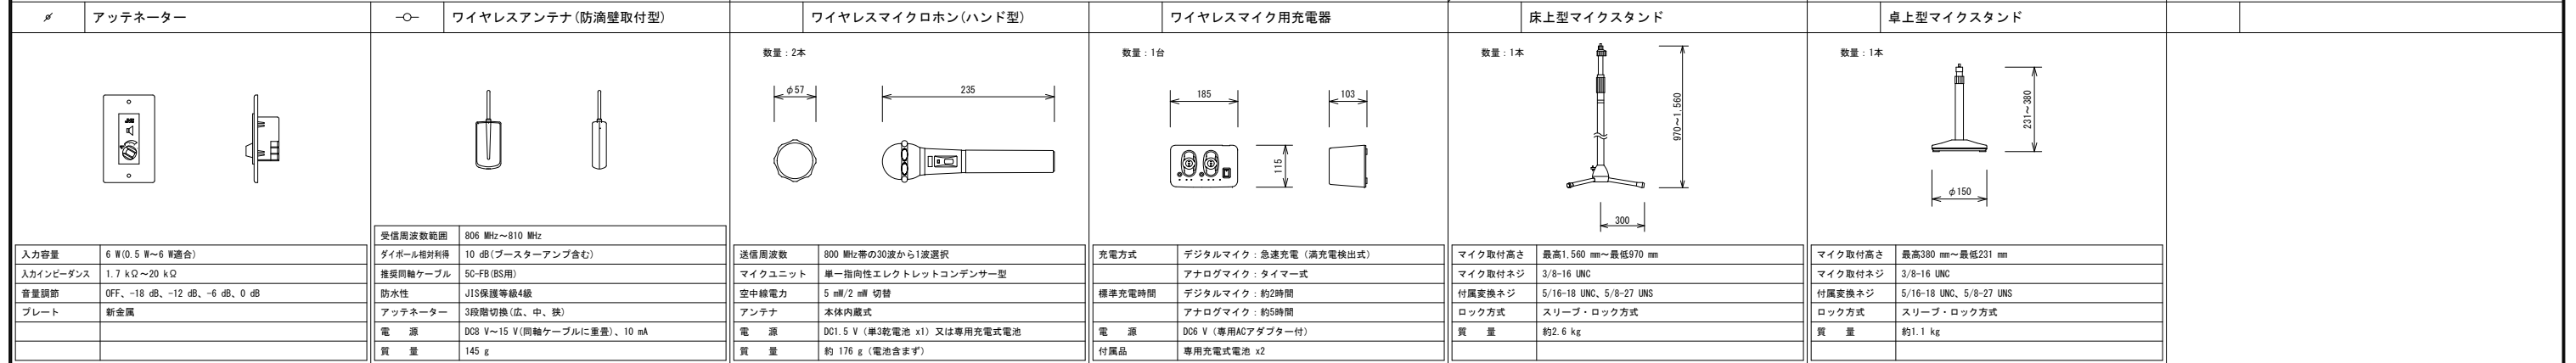 アッテネーター
入力容量 6 W(0.5 W～6 W適合)
入力インピーダンス 1.7 kΩ～20 kΩ
音量調節 OFF、-18 dB、-12 dB、-6 dB、0 dB
プレート 新金属
ワイヤレスアンテナ(防滴壁取付型)
受信周波数範囲 806 MHz～810 MHz
ダイポール相対利得 10 dB(ブースターアンプ含む)
推奨同軸ケーブル 5C-FB(BS用)
防水性 JIS保護等級4級
アッテネーター 3段階切換(広、中、狭)
電 源 DC8 V～15 V(同軸ケーブルに重畳)、10 mA
質 量 145 g
ワイヤレスマイクロホン(ハンド型)
数量：2本
φ57
235
送信周波数 800 MHz帯の30波から1波選択
マイクユニット 単一指向性エレクトレットコンデンサー型
空中線電力 5 mW/2 mW 切替
アンテナ 本体内蔵式
電 源 DC1.5 V (単3乾電池 x1) 又は専用充電式電池
質 量 約 176 g (電池含まず)
ワイヤレスマイク用充電器
数量：1台
185
103
115
充電方式 デジタルマイク：急速充電 (満充電検出式)
アナログマイク：タイマー式
標準充電時間 デジタルマイク：約2時間
アナログマイク：約5時間
電 源 DC6 V (専用ACアダプター付)
付属品 専用充電式電池 x2
床上型マイクスタンド
数量：1本
970～1,560
300
マイク取付高さ 最高1,560 mm～最低970 mm
マイク取付ネジ 3/8-16 UNC
付属変換ネジ 5/16-18 UNC、5/8-27 UNS
ロック方式 スリーブ・ロック方式
質 量 約2.6 kg
卓上型マイクスタンド
数量：1本
231～380
φ150
マイク取付高さ 最高380 mm～最低231 mm
マイク取付ネジ 3/8-16 UNC
付属変換ネジ 5/16-18 UNC、5/8-27 UNS
ロック方式 スリーブ・ロック方式
質 量 約1.1 kg